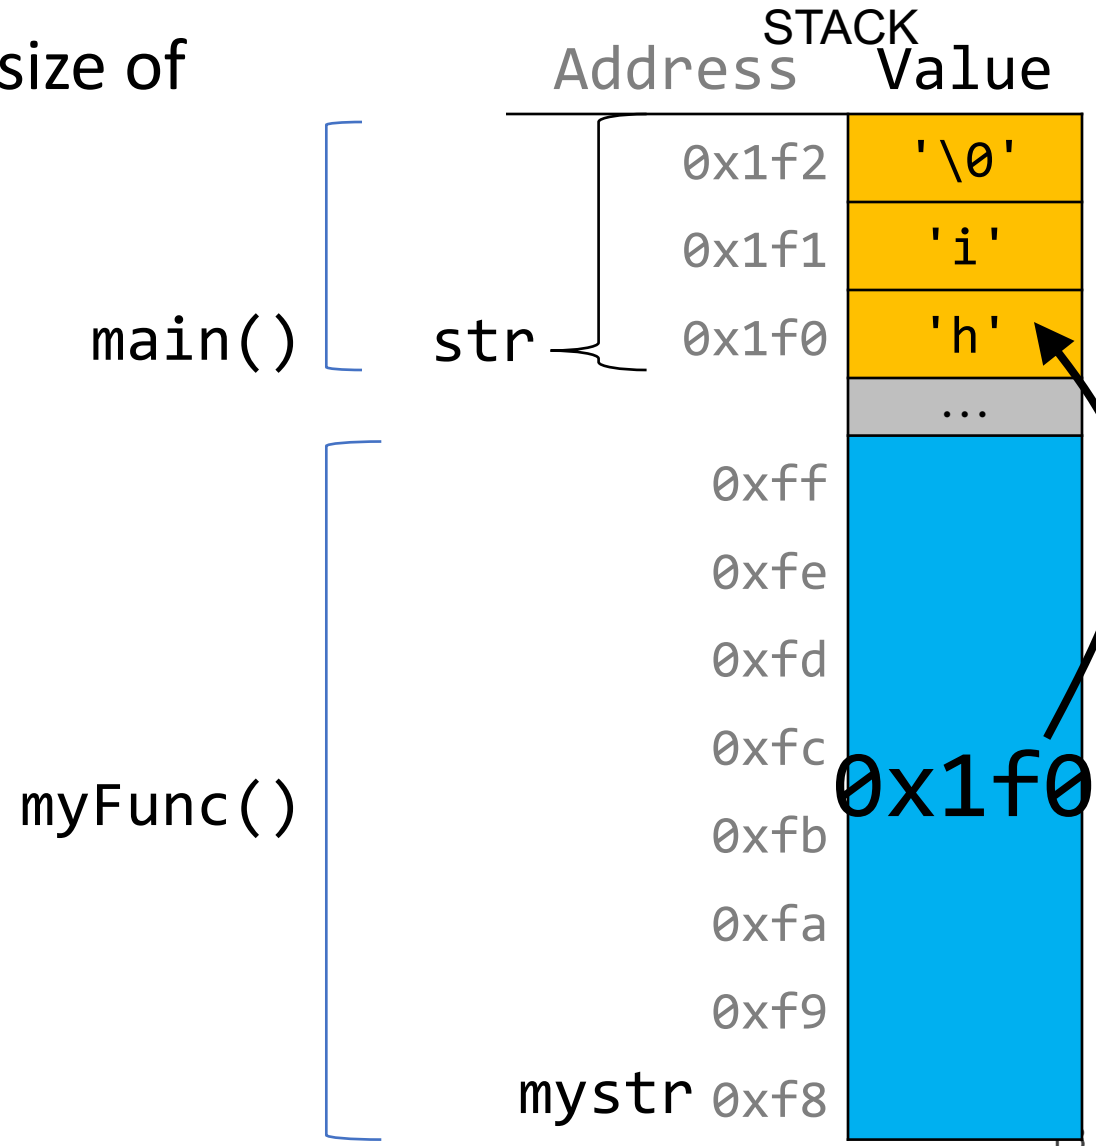 STACK
size of
Address Value
0x1f2 '\0'
0x1f1 'i'
main() str 0x1f0 'h'
...
0xff
0xfe
0xfd
0xfc
0x1f0
myFunc()
0xfb
0xfa
0xf9
mystr 0xf8